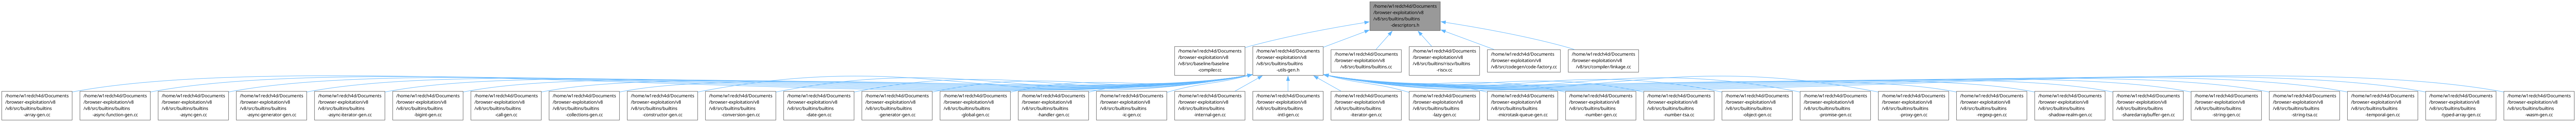 /home/w1redch4d/Documents
/browser-exploitation/v8
/v8/src/builtins/builtins
-descriptors.h
/home/w1redch4d/Documents
/browser-exploitation/v8
/v8/src/baseline/baseline
-compiler.cc
/home/w1redch4d/Documents
/browser-exploitation/v8
/v8/src/builtins/builtins
-utils-gen.h
/home/w1redch4d/Documents
/browser-exploitation/v8
/v8/src/builtins/builtins.cc
/home/w1redch4d/Documents
/browser-exploitation/v8
/v8/src/builtins/riscv/builtins
-riscv.cc
/home/w1redch4d/Documents
/browser-exploitation/v8
/v8/src/codegen/code-factory.cc
/home/w1redch4d/Documents
/browser-exploitation/v8
/v8/src/compiler/linkage.cc
/home/w1redch4d/Documents
/browser-exploitation/v8
/v8/src/builtins/builtins
-array-gen.cc
/home/w1redch4d/Documents
/browser-exploitation/v8
/v8/src/builtins/builtins
-async-function-gen.cc
/home/w1redch4d/Documents
/browser-exploitation/v8
/v8/src/builtins/builtins
-async-gen.cc
/home/w1redch4d/Documents
/browser-exploitation/v8
/v8/src/builtins/builtins
-async-generator-gen.cc
/home/w1redch4d/Documents
/browser-exploitation/v8
/v8/src/builtins/builtins
-async-iterator-gen.cc
/home/w1redch4d/Documents
/browser-exploitation/v8
/v8/src/builtins/builtins
-bigint-gen.cc
/home/w1redch4d/Documents
/browser-exploitation/v8
/v8/src/builtins/builtins
-call-gen.cc
/home/w1redch4d/Documents
/browser-exploitation/v8
/v8/src/builtins/builtins
-collections-gen.cc
/home/w1redch4d/Documents
/browser-exploitation/v8
/v8/src/builtins/builtins
-constructor-gen.cc
/home/w1redch4d/Documents
/browser-exploitation/v8
/v8/src/builtins/builtins
-conversion-gen.cc
/home/w1redch4d/Documents
/browser-exploitation/v8
/v8/src/builtins/builtins
-date-gen.cc
/home/w1redch4d/Documents
/browser-exploitation/v8
/v8/src/builtins/builtins
-generator-gen.cc
/home/w1redch4d/Documents
/browser-exploitation/v8
/v8/src/builtins/builtins
-global-gen.cc
/home/w1redch4d/Documents
/browser-exploitation/v8
/v8/src/builtins/builtins
-handler-gen.cc
/home/w1redch4d/Documents
/browser-exploitation/v8
/v8/src/builtins/builtins
-ic-gen.cc
/home/w1redch4d/Documents
/browser-exploitation/v8
/v8/src/builtins/builtins
-internal-gen.cc
/home/w1redch4d/Documents
/browser-exploitation/v8
/v8/src/builtins/builtins
-intl-gen.cc
/home/w1redch4d/Documents
/browser-exploitation/v8
/v8/src/builtins/builtins
-iterator-gen.cc
/home/w1redch4d/Documents
/browser-exploitation/v8
/v8/src/builtins/builtins
-lazy-gen.cc
/home/w1redch4d/Documents
/browser-exploitation/v8
/v8/src/builtins/builtins
-microtask-queue-gen.cc
/home/w1redch4d/Documents
/browser-exploitation/v8
/v8/src/builtins/builtins
-number-gen.cc
/home/w1redch4d/Documents
/browser-exploitation/v8
/v8/src/builtins/builtins
-number-tsa.cc
/home/w1redch4d/Documents
/browser-exploitation/v8
/v8/src/builtins/builtins
-object-gen.cc
/home/w1redch4d/Documents
/browser-exploitation/v8
/v8/src/builtins/builtins
-promise-gen.cc
/home/w1redch4d/Documents
/browser-exploitation/v8
/v8/src/builtins/builtins
-proxy-gen.cc
/home/w1redch4d/Documents
/browser-exploitation/v8
/v8/src/builtins/builtins
-regexp-gen.cc
/home/w1redch4d/Documents
/browser-exploitation/v8
/v8/src/builtins/builtins
-shadow-realm-gen.cc
/home/w1redch4d/Documents
/browser-exploitation/v8
/v8/src/builtins/builtins
-sharedarraybuffer-gen.cc
/home/w1redch4d/Documents
/browser-exploitation/v8
/v8/src/builtins/builtins
-string-gen.cc
/home/w1redch4d/Documents
/browser-exploitation/v8
/v8/src/builtins/builtins
-string-tsa.cc
/home/w1redch4d/Documents
/browser-exploitation/v8
/v8/src/builtins/builtins
-temporal-gen.cc
/home/w1redch4d/Documents
/browser-exploitation/v8
/v8/src/builtins/builtins
-typed-array-gen.cc
/home/w1redch4d/Documents
/browser-exploitation/v8
/v8/src/builtins/builtins
-wasm-gen.cc